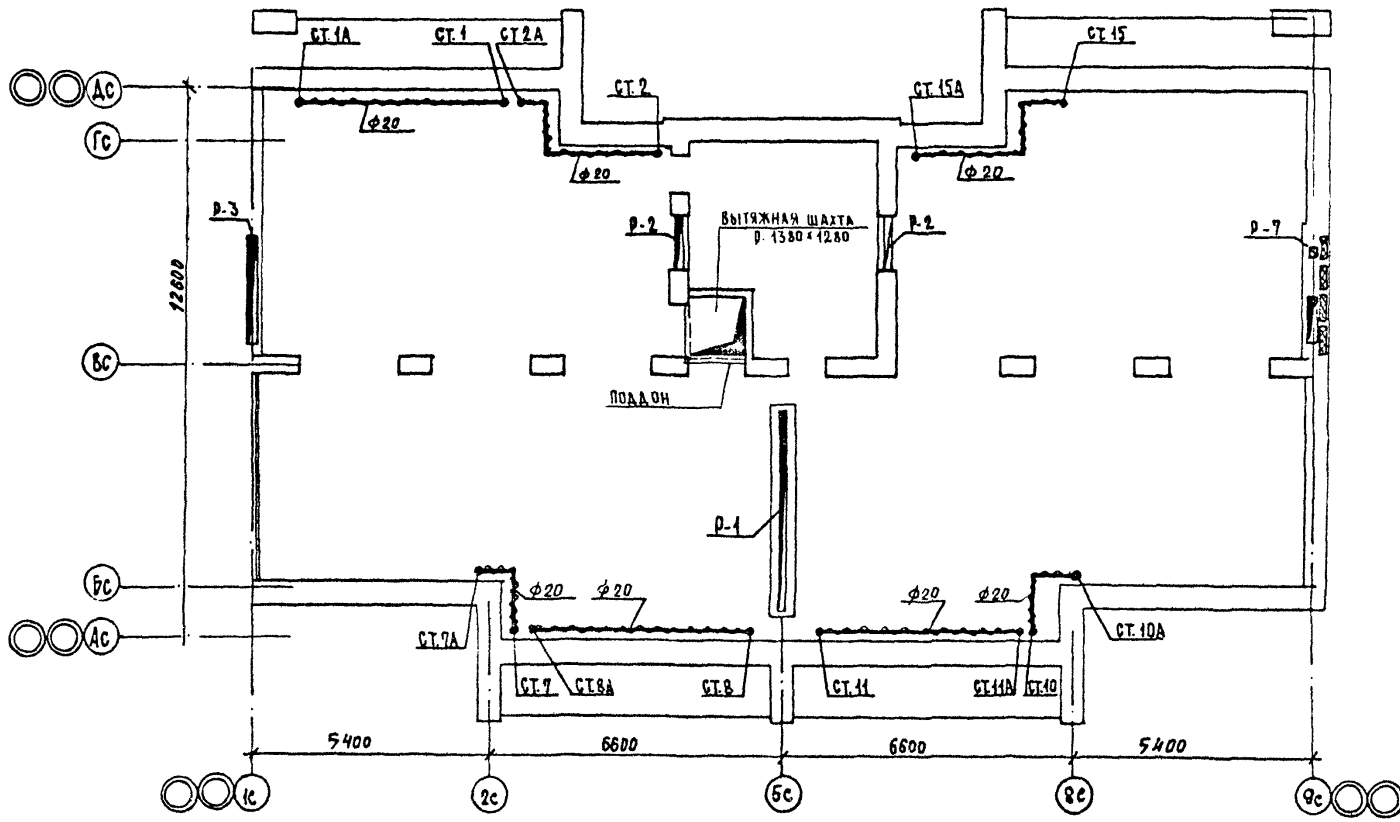 СТ.1А
СТ.1
СТ.2А
СТ.15
Дс
Ф20
СТ.2
СТ.15А
Гс
Ф20
Ф20
Р-3
Р-2
ВЫТЯЖНАЯ ШАХТА
Р. 1380×1280
Р-2
Р-7
12600
Вс
ПОДДОН
Р-1
Бс
Ф20
Ф20
Ф20
Ф20
Ас
СТ.7А
СТ.10А
СТ.7
СТ.8А
СТ.8
СТ.11
СТ.11А
СТ.10
5400
6600
6600
5400
1с
2с
5с
8с
9с